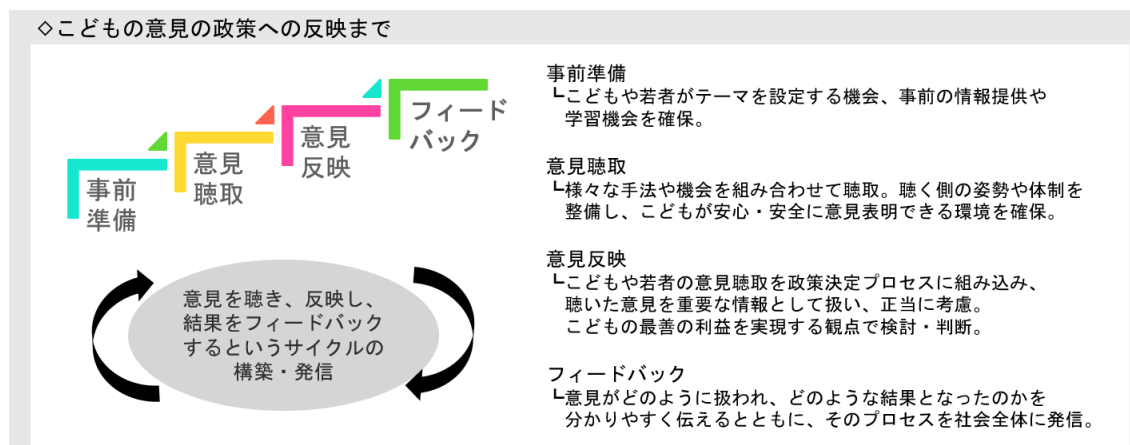 ◇こどもの意見の政策への反映まで
事前
準備
意見
聴取
意見
反映
フィード
バック
意見を聴き、反映し、
結果をフィードバック
するというサイクルの
構築・発信
事前準備
┗こどもや若者がテーマを設定する機会、事前の情報提供や
学習機会を確保。
意見聴取
┗様々な手法や機会を組み合わせて聴取。聴く側の姿勢や体制を
整備し、こどもが安心・安全に意見表明できる環境を確保。
意見反映
┗こどもや若者の意見聴取を政策決定プロセスに組み込み、
聴いた意見を重要な情報として扱い、正当に考慮。
こどもの最善の利益を実現する観点で検討・判断。
フィードバック
┗意見がどのように扱われ、どのような結果となったのかを
分かりやすく伝えるとともに、そのプロセスを社会全体に発信。